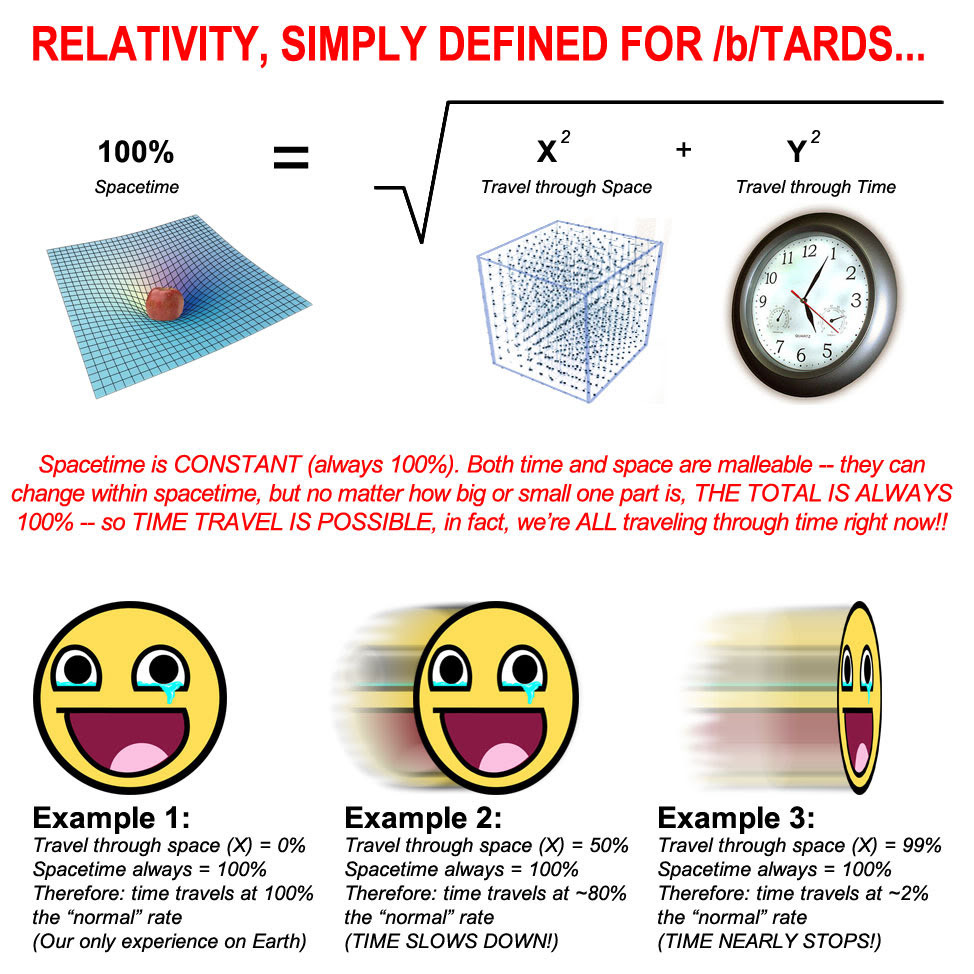 RELATIVITY, SIMPLY DEFINED FOR /b/TARDS...
100% = √ X² + Y²
Spacetime Travel through Space Travel through Time
12
11 1
10 2
9 3
7 5
6
Spacetime is CONSTANT (always 100%). Both time and space are malleable -- they can
change within spacetime, but no matter how big or small one part is, THE TOTAL IS ALWAYS
100% -- so TIME TRAVEL IS POSSIBLE, in fact, we're ALL traveling through time right now!!
Example 1:
Travel through space (X) = 0%
Spacetime always = 100%
Therefore: time travels at 100%
the “normal” rate
(Our only experience on Earth)
Example 2:
Travel through space (X) = 50%
Spacetime always = 100%
Therefore: time travels at ~80%
the “normal” rate
(TIME SLOWS DOWN!)
Example 3:
Travel through space (X) = 99%
Spacetime always = 100%
Therefore: time travels at ~2%
the “normal” rate
(TIME NEARLY STOPS!)